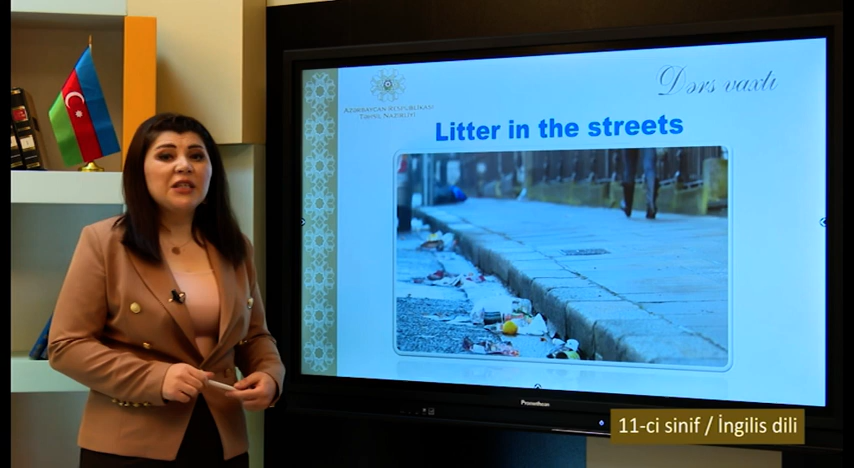 Dərs vaxtı
AZƏRBAYCAN RESPUBLİKASI
TƏHSİL NAZİRLİYİ
Litter in the streets
Promethean
11-ci sinif / İngilis dili